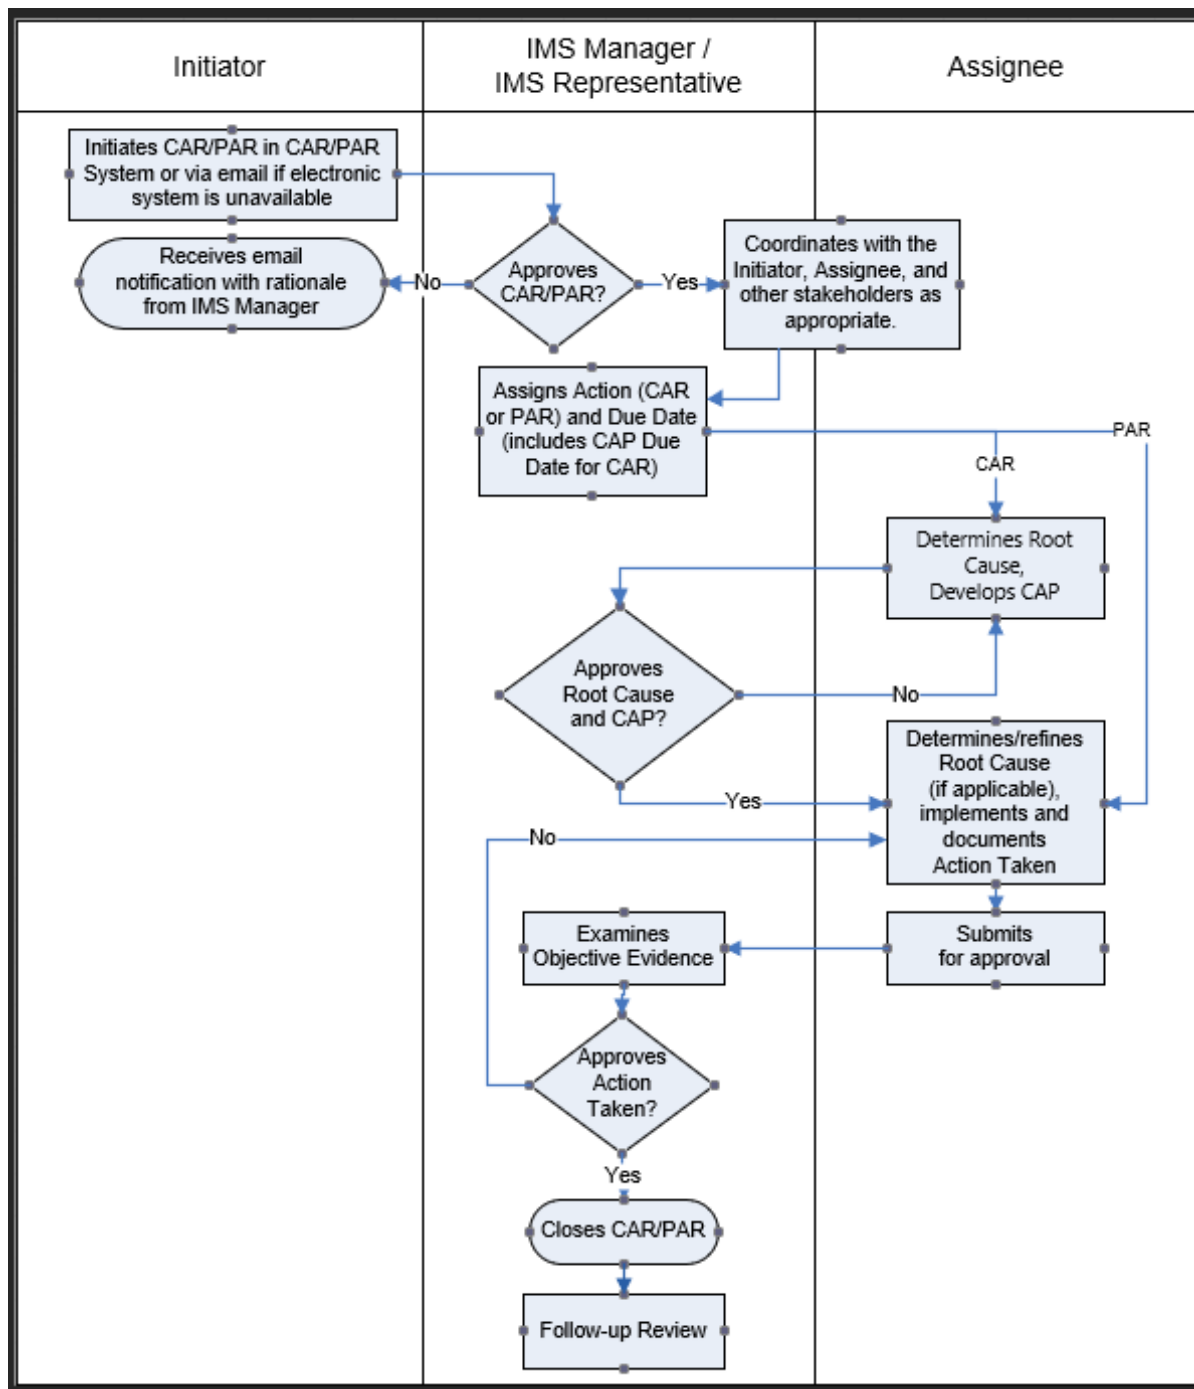 Initiator
IMS Manager /
IMS Representative
Assignee
Initiates CAR/PAR in CAR/PAR
System or via email if electronic
system is unavailable
Receives email
notification with rationale
from IMS Manager
No
Approves
CAR/PAR?
Yes
Coordinates with the
Initiator, Assignee, and
other stakeholders as
appropriate.
Assigns Action (CAR
or PAR) and Due Date
(includes CAP Due
Date for CAR)
PAR
CAR
Determines Root
Cause,
Develops CAP
Approves
Root Cause
and CAP?
No
Yes
Determines/refines
Root Cause
(if applicable),
implements and
documents
Action Taken
No
Submits
for approval
Examines
Objective Evidence
Approves
Action
Taken?
Yes
Closes CAR/PAR
Follow-up Review